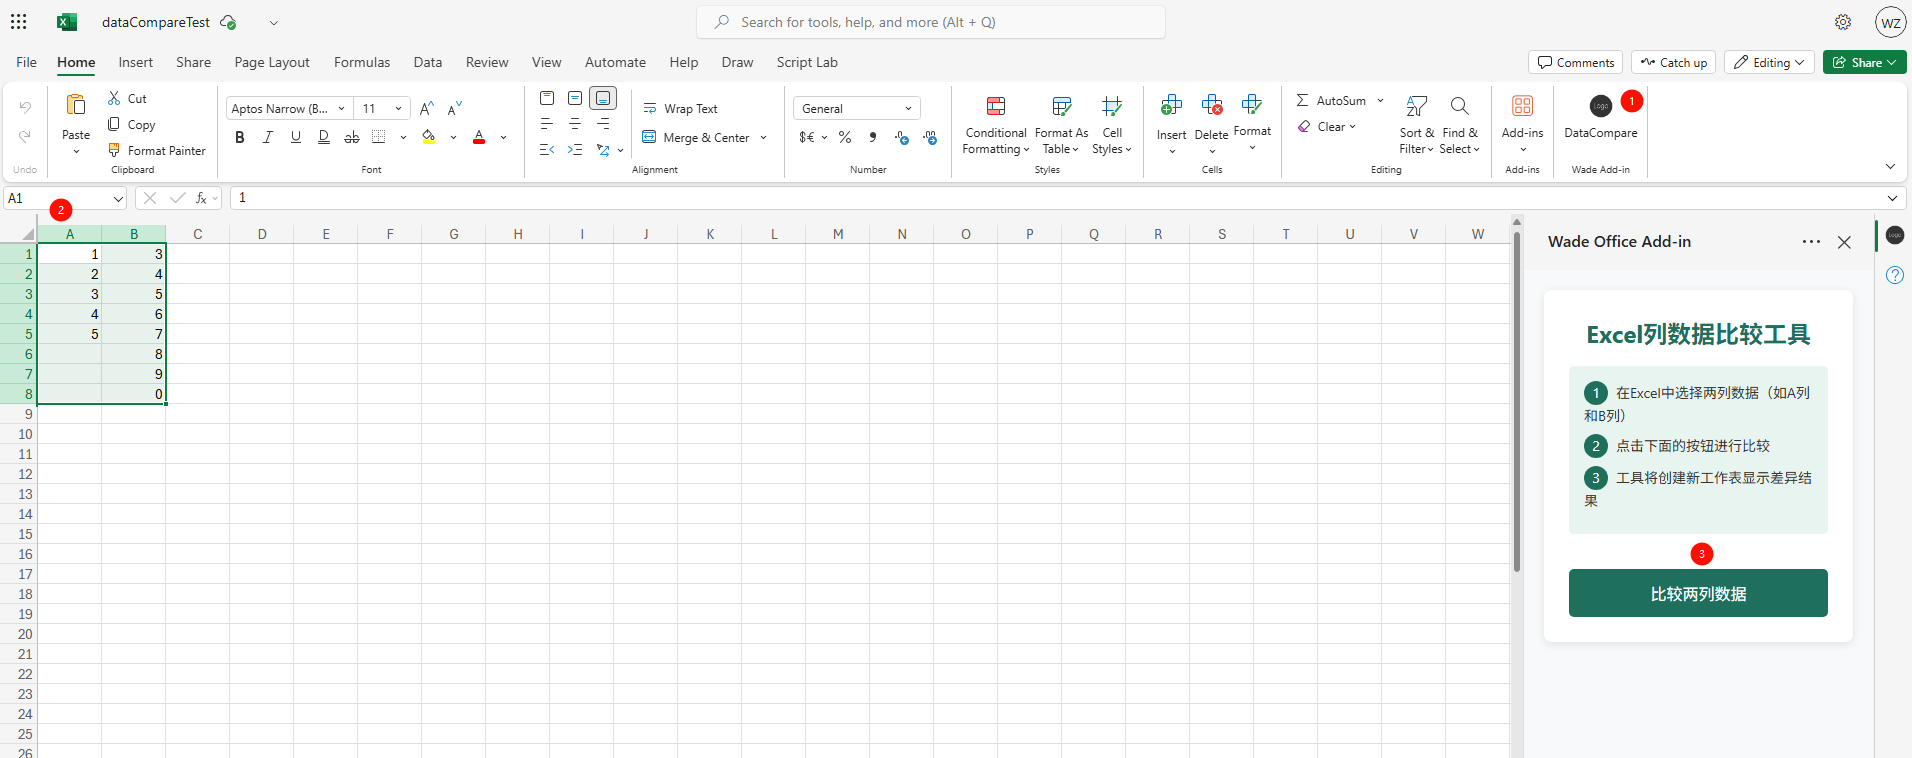 dataCompareTest
Search for tools, help, and more (Alt + Q)
WZ
File Home Insert Share Page Layout Formulas Data Review View Automate Help Draw Script Lab
Comments Catch up Editing Share
Paste
Cut
Copy
Format Painter
Aptos Narrow (B... 11
B I U D ab A
Wrap Text
Merge & Center
General
$€ % 9
Conditional Formatting
Format As Table
Cell Styles
Insert Delete Format
AutoSum
Clear
Sort & Filter
Find & Select
Add-ins
Logo 1
DataCompare
Undo Clipboard Font Alignment Number Styles Cells Editing Add-ins Wade Add-in
A1 fx 1
2
A B C D E F G H I J K L M N O P Q R S T U V W
1 1 3
2 2 4
3 3 5
4 4 6
5 5 7
6 8
7 9
8 0
9
10
11
12
13
14
15
16
17
18
19
20
21
22
23
24
25
26
Wade Office Add-in
Logo
Excel列数据比较工具
1 在Excel中选择两列数据（如A列
和B列）
2 点击下面的按钮进行比较
3 工具将创建新工作表显示差异结
果
3
比较两列数据